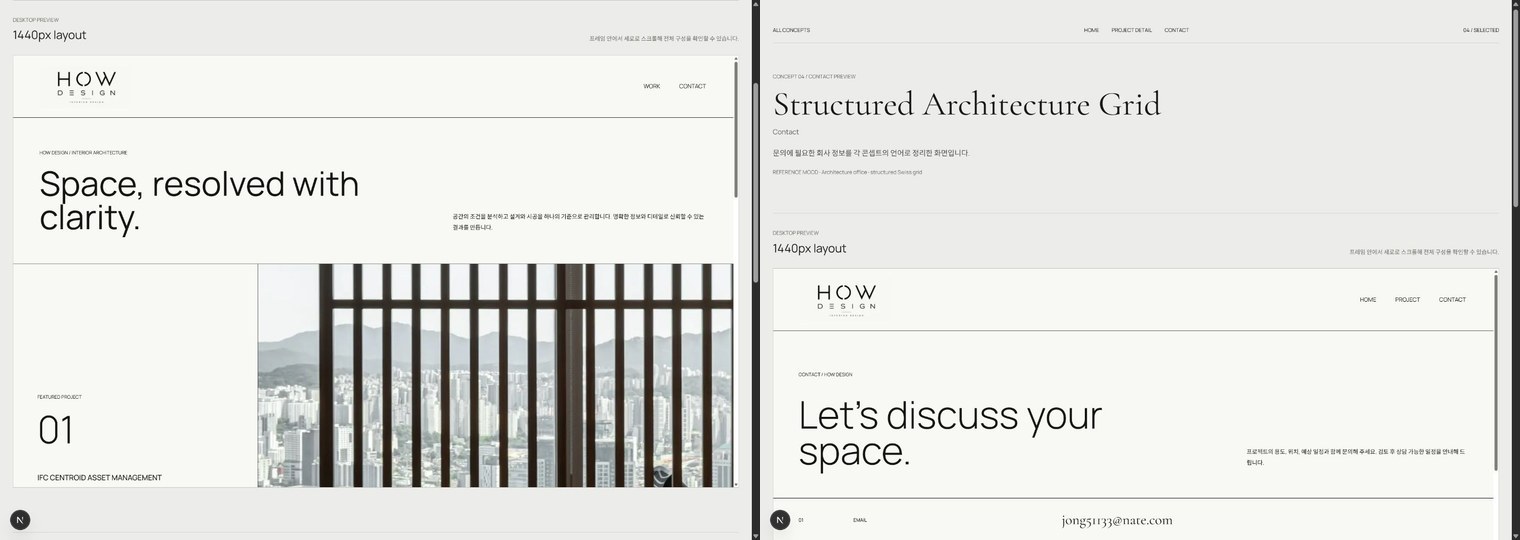 DESKTOP PREVIEW
1440px layout
프레임 안에서 세로로 스크롤해 전체 구성을 확인할 수 있습니다.
HOW
DESIGN
INTERIOR DESIGN
WORK
CONTACT
HOW DESIGN / INTERIOR ARCHITECTURE
Space, resolved with
clarity.
공간의 조건을 분석하고 설계와 시공을 하나의 기준으로 관리합니다. 명확한 정보와 디테일로 신뢰할 수 있는
결과를 만듭니다.
FEATURED PROJECT
01
IFC CENTROID ASSET MANAGEMENT
N
ALL CONCEPTS
HOME
PROJECT DETAIL
CONTACT
04 / SELECTED
CONCEPT 04 / CONTACT PREVIEW
Structured Architecture Grid
Contact
문의에 필요한 회사 정보를 각 콘셉트의 언어로 정리한 화면입니다.
REFERENCE MOOD · Architecture office · structured Swiss grid
DESKTOP PREVIEW
1440px layout
프레임 안에서 세로로 스크롤해 전체 구성을 확인할 수 있습니다.
HOW
DESIGN
INTERIOR DESIGN
HOME
PROJECT
CONTACT
CONTACT / HOW DESIGN
Let's discuss your
space.
프로젝트의 용도, 위치, 예상 일정과 함께 문의해 주세요. 검토 후 상담 가능한 일정을 안내해 드
립니다.
N
01
EMAIL
jong51133@nate.com